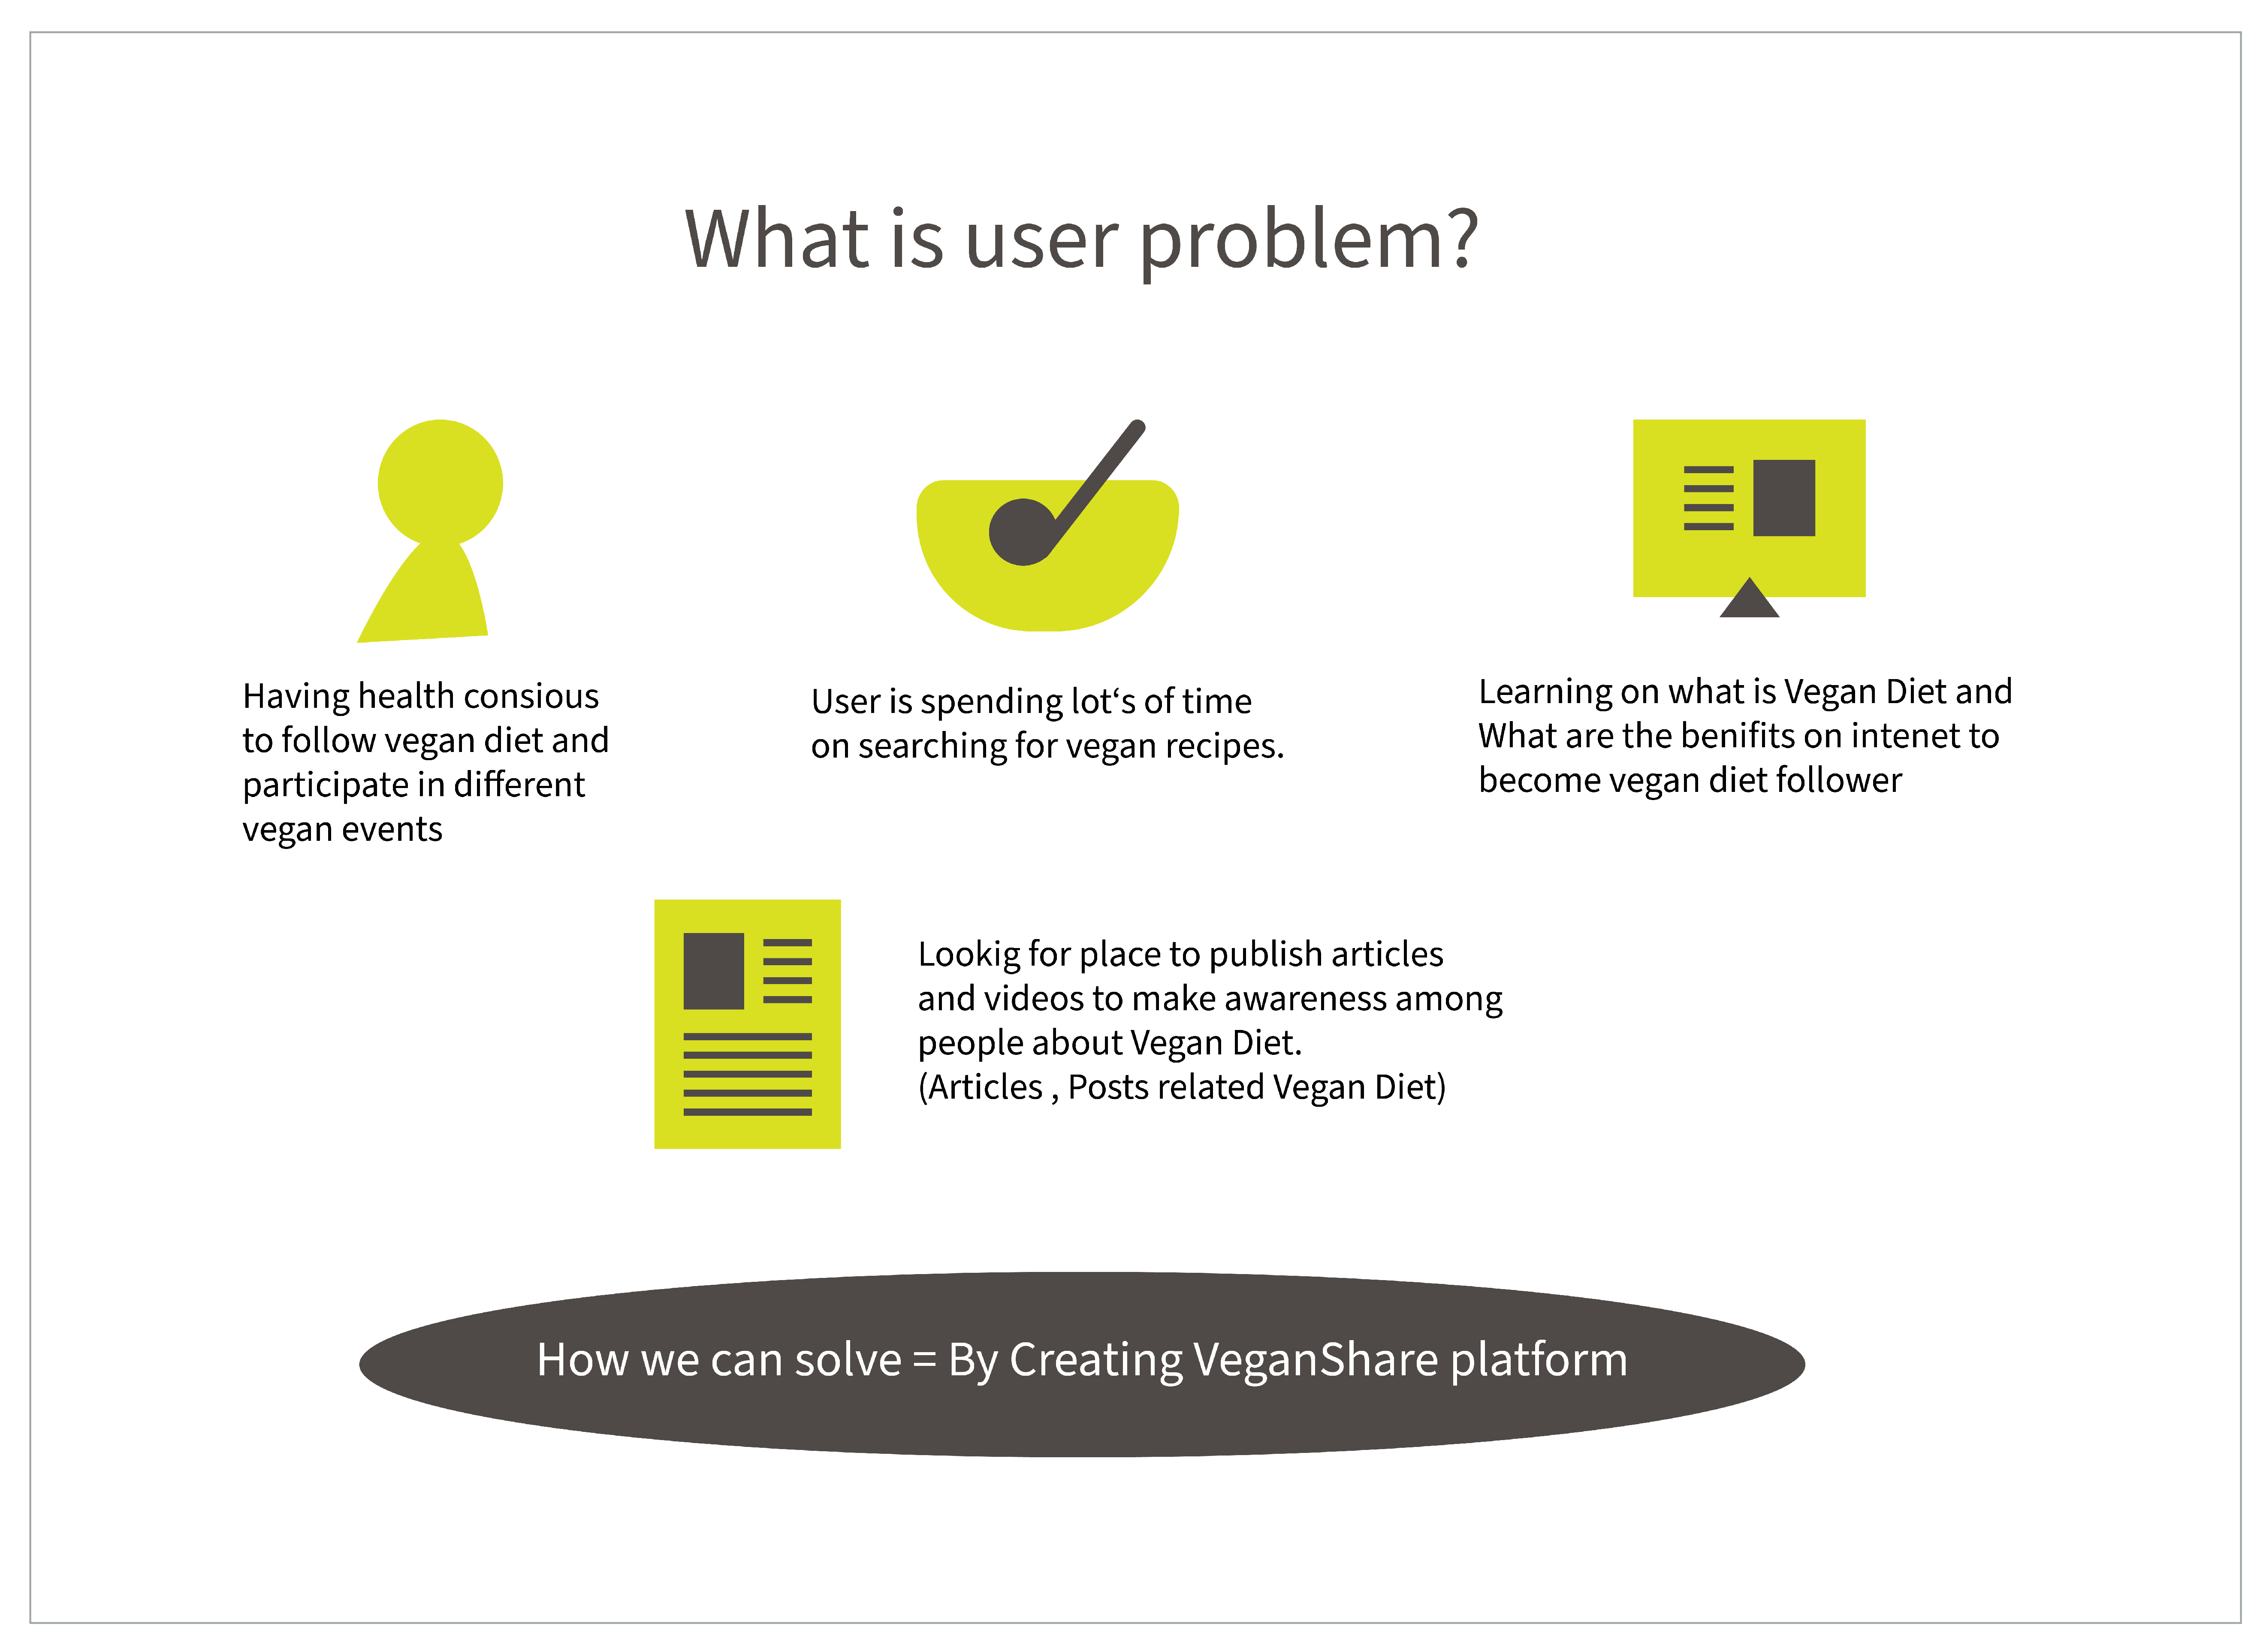 What is user problem?
Having health consious
to follow vegan diet and
participate in different
vegan events
User is spending lot‘s of time
on searching for vegan recipes.
Learning on what is Vegan Diet and
What are the benifits on intenet to
become vegan diet follower
Lookig for place to publish articles
and videos to make awareness among
people about Vegan Diet.
(Articles , Posts related Vegan Diet)
How we can solve = By Creating VeganShare platform